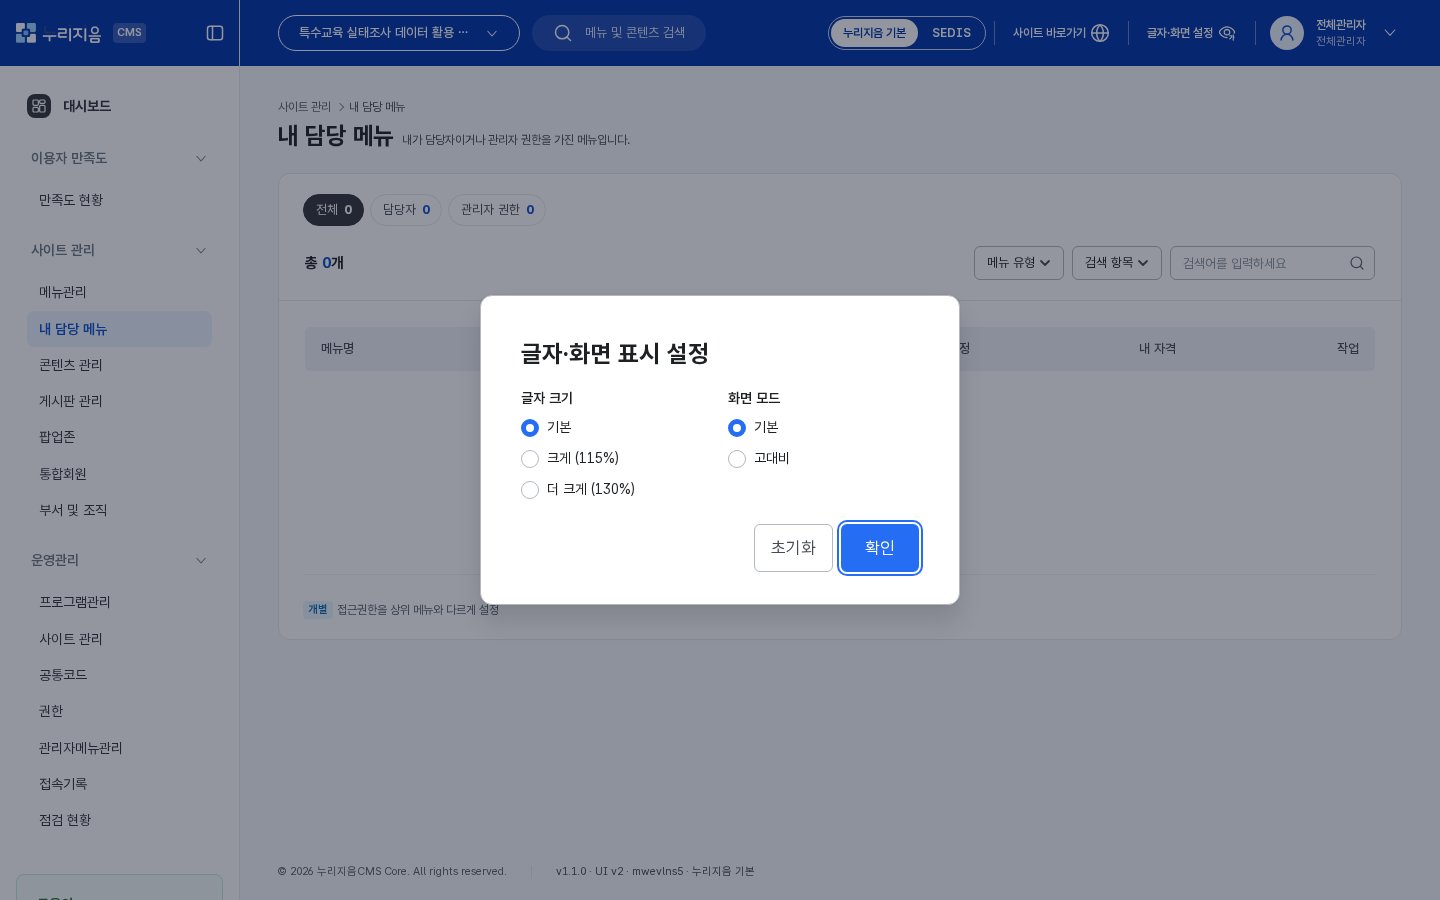 누리지음 CMS
특수교육 실태조사 데이터 활용 ···
메뉴 및 콘텐츠 검색
누리지음 기본 SEDIS
사이트 바로가기
글자·화면 설정
전체관리자
전체관리자
대시보드
이용자 만족도
만족도 현황
사이트 관리
메뉴관리
내 담당 메뉴
콘텐츠 관리
게시판 관리
팝업존
통합회원
부서 및 조직
운영관리
프로그램관리
사이트 관리
공통코드
권한
관리자메뉴관리
접속기록
점검 현황
사이트 관리 > 내 담당 메뉴
내 담당 메뉴 내가 담당자이거나 관리자 권한을 가진 메뉴입니다.
전체 0 담당자 0 관리자 권한 0
총 0개
메뉴 유형 검색 항목 검색어를 입력하세요
메뉴명 정 내 자격 작업
글자·화면 표시 설정
글자 크기 화면 모드
기본 기본
크게 (115%) 고대비
더 크게 (130%)
초기화 확인
개별 접근권한을 상위 메뉴와 다르게 설정
© 2026 누리지음CMS Core. All rights reserved. v1.1.0 · UI v2 · mwevlns5 · 누리지음 기본